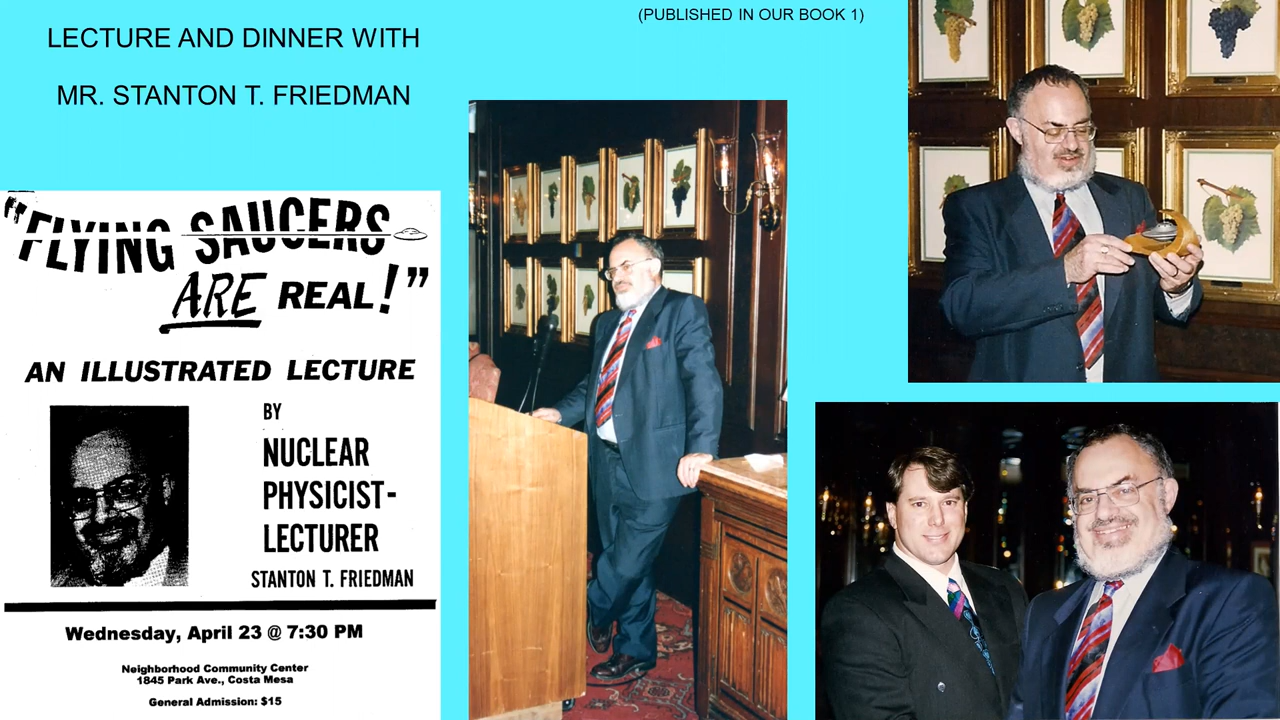 LECTURE AND DINNER WITH
MR. STANTON T. FRIEDMAN
(PUBLISHED IN OUR BOOK 1)
"FLYING SAUCERS
ARE REAL!"
AN ILLUSTRATED LECTURE
BY
NUCLEAR
PHYSICIST-
LECTURER
STANTON T. FRIEDMAN
Wednesday, April 23 @ 7:30 PM
Neighborhood Community Center
1845 Park Ave., Costa Mesa
General Admission: $15